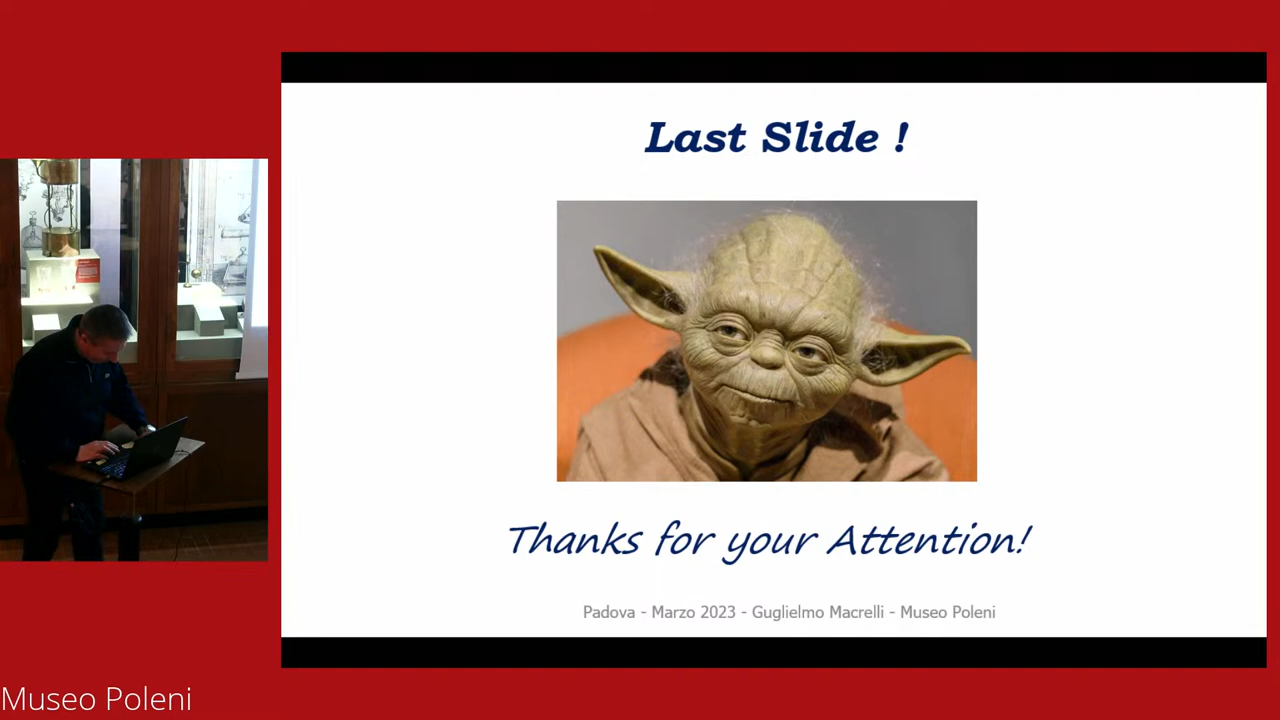 Last Slide !
Thanks for your Attention!
Padova - Marzo 2023 - Guglielmo Macrelli - Museo Poleni
Museo Poleni